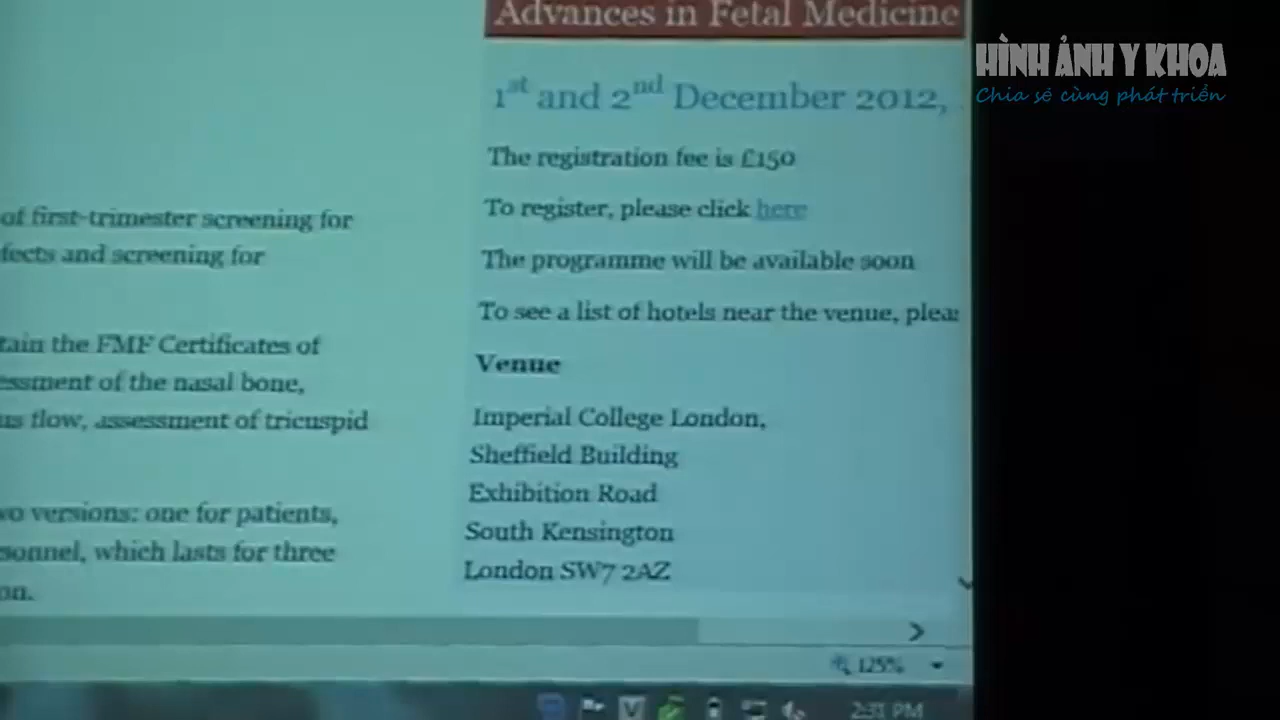 Advances in Fetal Medicine
1st and 2nd December 2012,
The registration fee is £150
To register, please click here
The programme will be available soon
To see a list of hotels near the venue, pleas
Venue
Imperial College London,
Sheffield Building
Exhibition Road
South Kensington
London SW7 2AZ
of first-trimester screening for
fects and screening for
tain the FMF Certificates of
essment of the nasal bone,
us flow, assessment of tricuspid
wo versions: one for patients,
sonnel, which lasts for three
on.
125%
2:31 PM
HÌNH ẢNH Y KHOA
Chia sẻ cùng phát triển